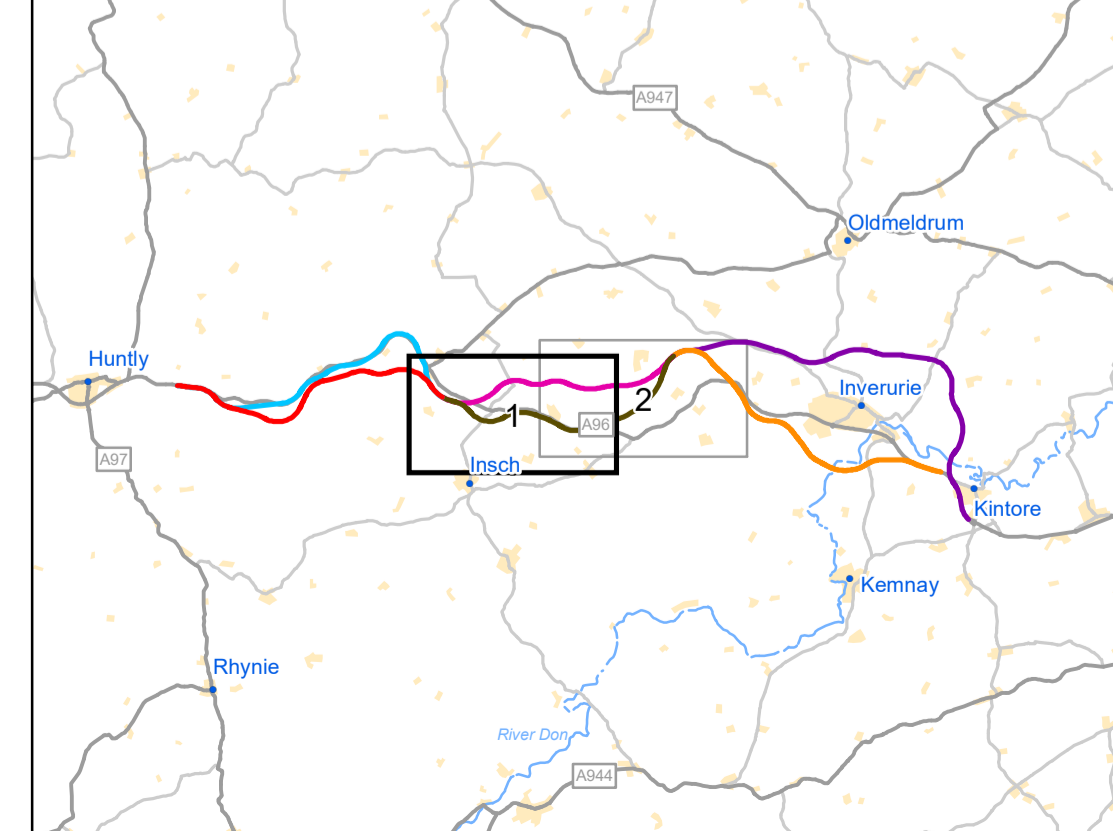 A947
Oldmeldrum
Huntly
Inverurie
2
1
A96
A97
Insch
Kintore
Kemnay
Rhynie
River Don
A944